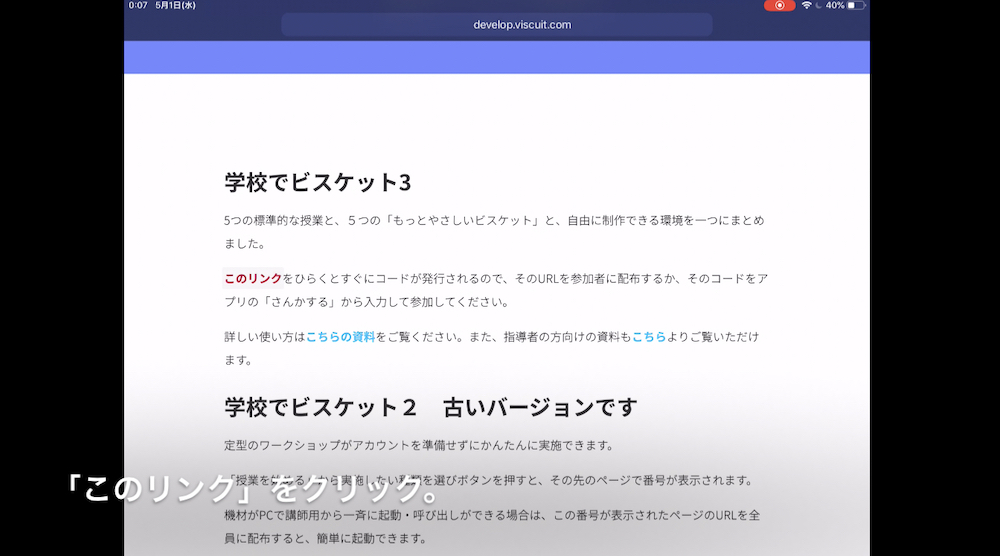 0:07 5月1日(水) 40%
develop.viscuit.com
学校でビスケット3
5つの標準的な授業と、５つの「もっとやさしいビスケット」と、自由に制作できる環境を一つにまとめ
ました。
このリンクをひらくとすぐにコードが発行されるので、そのURLを参加者に配布するか、そのコードをア
プリの「さんかする」から入力して参加してください。
詳しい使い方はこちらの資料をご覧ください。また、指導者の方向けの資料もこちらよりご覧いただけ
ます。
学校でビスケット２　古いバージョンです
定型のワークショップがアカウントを準備せずにかんたんに実施できます。
「授業を始める」から実施したい種類を選びボタンを押すと、その先のページで番号が表示されます。
「このリンク」をクリック。
機材がPCで講師用から一斉に起動・呼び出しができる場合は、この番号が表示されたページのURLを全
員に配布すると、簡単に起動できます。